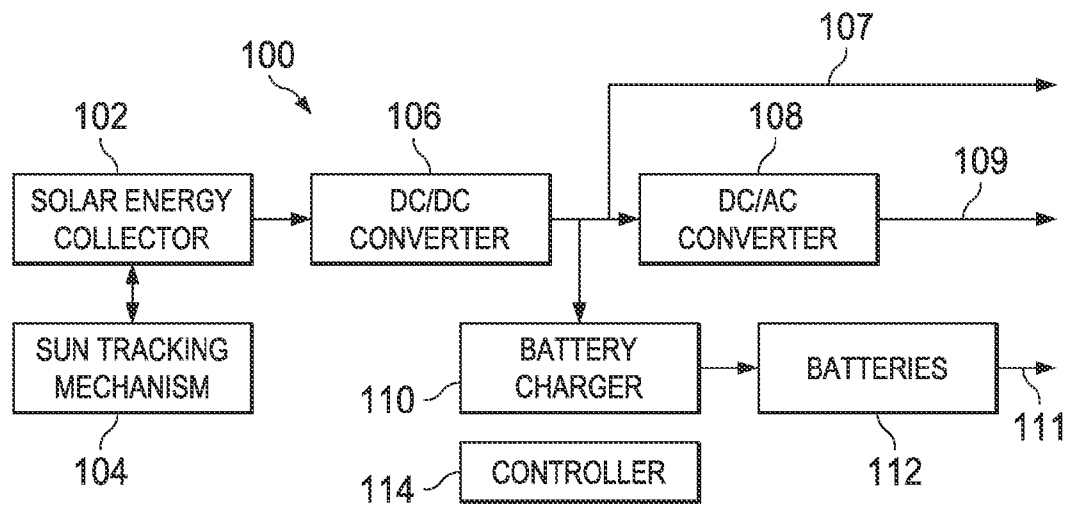 100
107
102
106
108
109
SOLAR ENERGY
COLLECTOR
DC/DC
CONVERTER
DC/AC
CONVERTER
SUN TRACKING
MECHANISM
BATTERY
CHARGER
BATTERIES
110
111
104
114
CONTROLLER
112